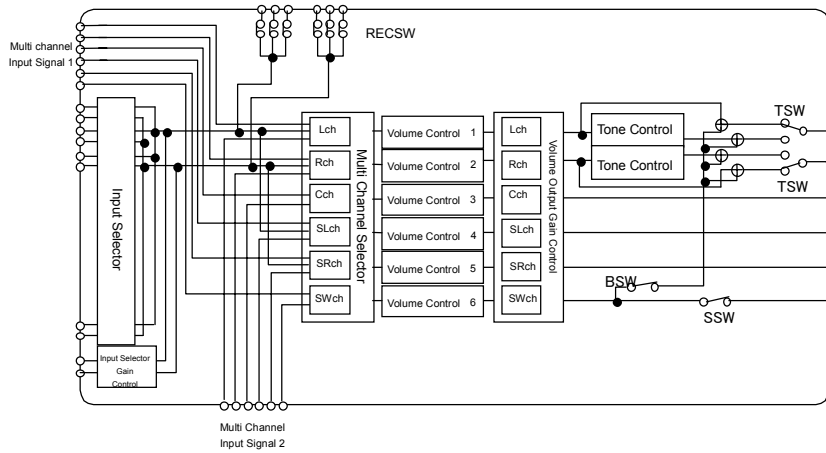 RECSW
Multi channel
Input Signal 1
Input Selector
Input Selector
Gain
Control
Multi Channel
Input Signal 2
Lch
Rch
Cch
SLch
SRch
SWch
Multi Channel Selector
Volume Control 1
Volume Control 2
Volume Control 3
Volume Control 4
Volume Control 5
Volume Control 6
Lch
Rch
Cch
SLch
SRch
SWch
Volume Output Gain Control
Tone Control
Tone Control
TSW
TSW
BSW
SSW